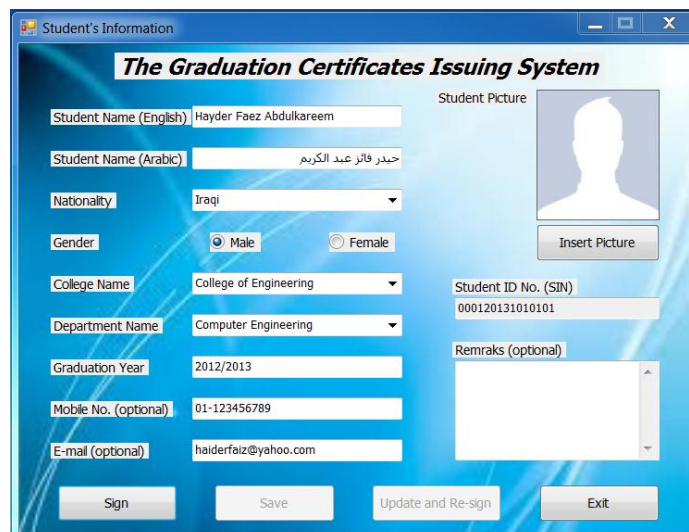 Student's Information
The Graduation Certificates Issuing System
Student Picture
Student Name (English) Hayder Faez Abdulkareem
Student Name (Arabic) حيدر فائز عبد الكريم
Nationality Iraqi
Gender Male Female
Insert Picture
College Name College of Engineering
Student ID No. (SIN)
000120131010101
Department Name Computer Engineering
Remraks (optional)
Graduation Year 2012/2013
Mobile No. (optional) 01-123456789
E-mail (optional) haiderfaiz@yahoo.com
Sign Save Update and Re-sign Exit